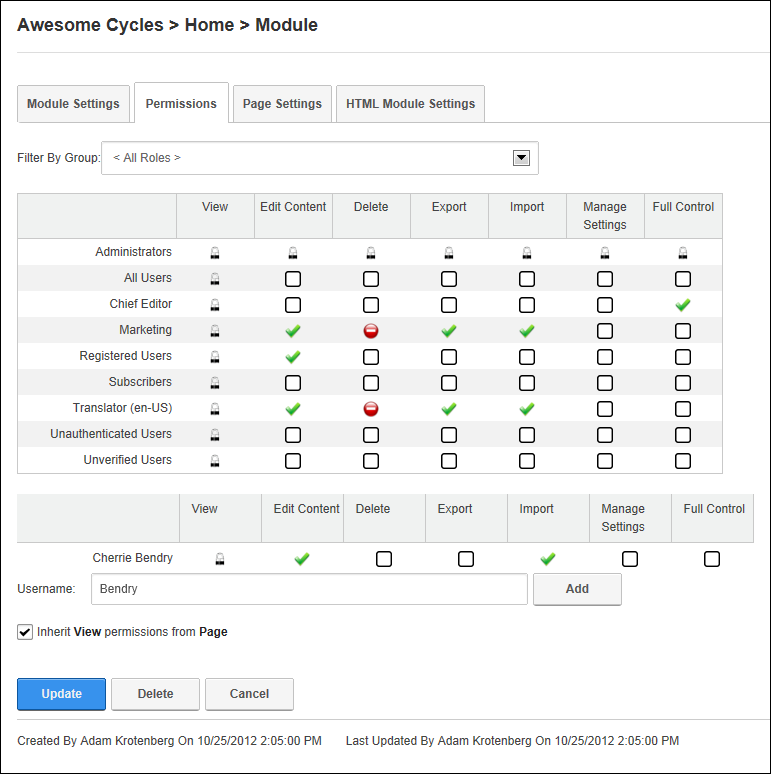 Awesome Cycles > Home > Module
Module Settings Permissions Page Settings HTML Module Settings
Filter By Group: < All Roles >
View Edit Content Delete Export Import Manage Settings Full Control
Administrators
All Users
Chief Editor
Marketing
Registered Users
Subscribers
Translator (en-US)
Unauthenticated Users
Unverified Users
View Edit Content Delete Export Import Manage Settings Full Control
Cherrie Bendry
Username: Bendry Add
Inherit View permissions from Page
Update Delete Cancel
Created By Adam Krotenberg On 10/25/2012 2:05:00 PM Last Updated By Adam Krotenberg On 10/25/2012 2:05:00 PM